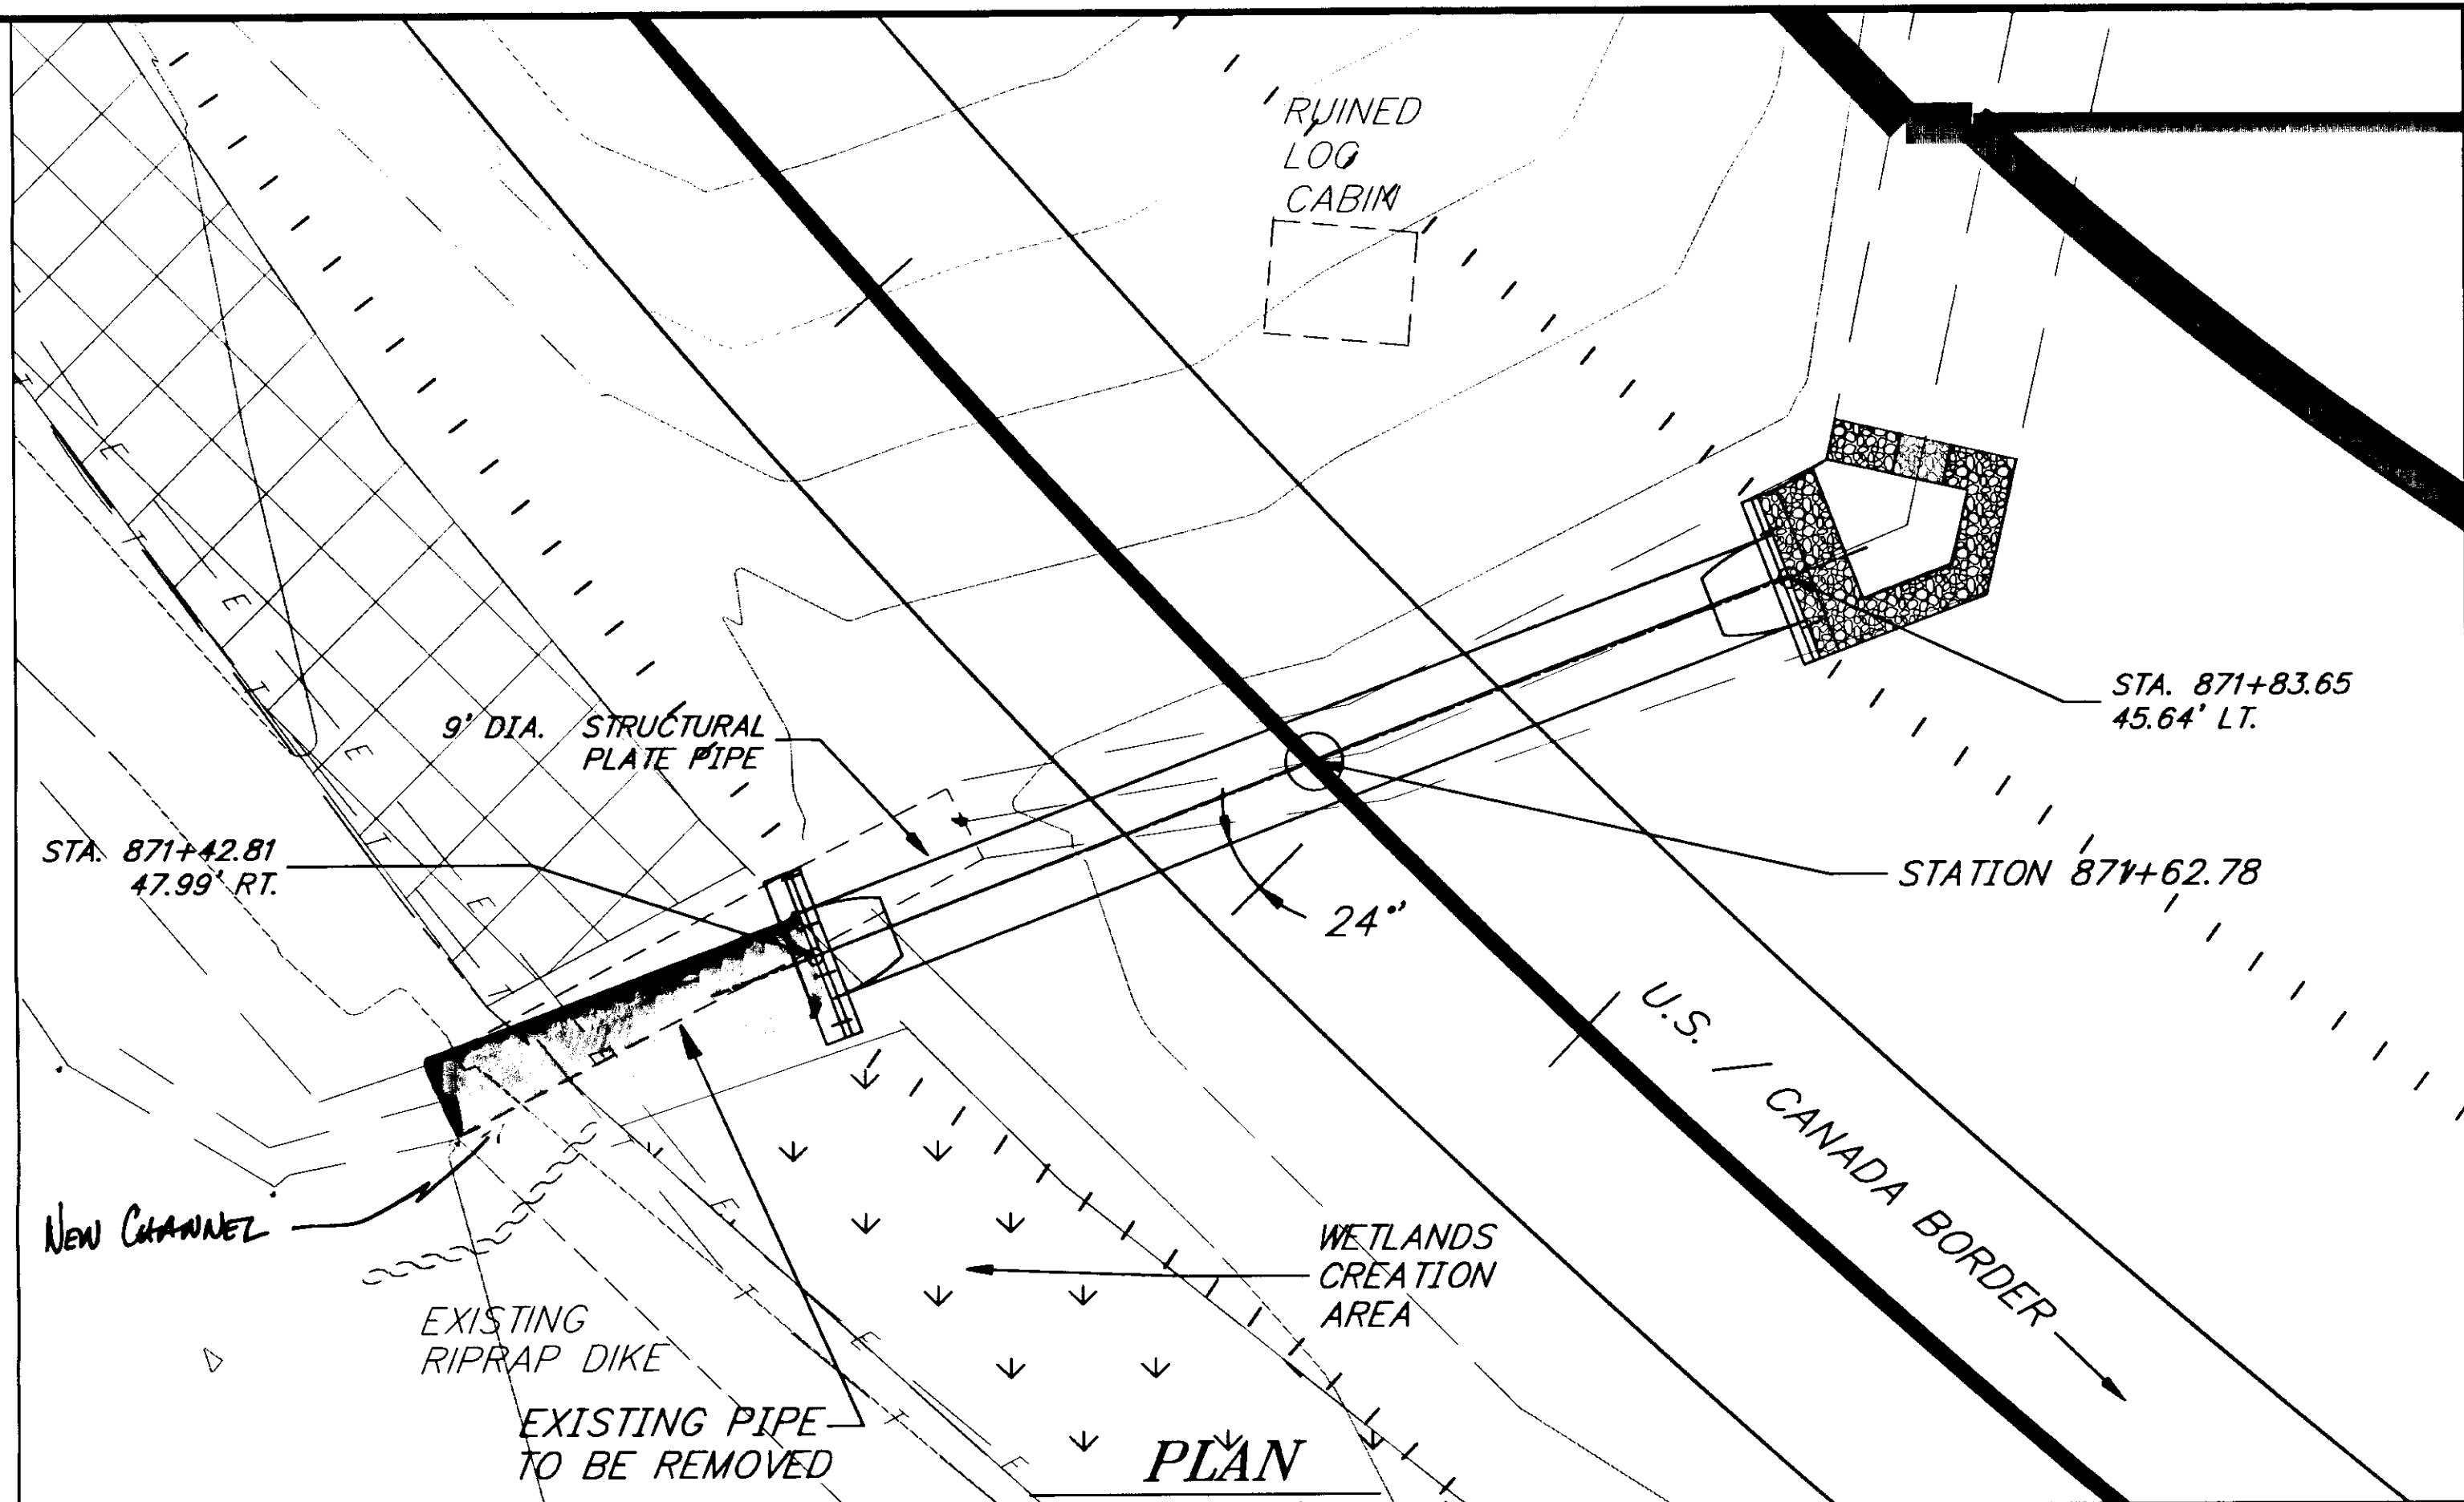 RUINED
LOG
CABIN
STA. 871+83.65
45.64' LT.
9' DIA. STRUCTURAL
PLATE PIPE
STA. 871+42.81
47.99' RT.
STATION 871+62.78
24°
U.S. / CANADA BORDER
NEW CHANNEL
WETLANDS
CREATION
AREA
EXISTING
RIPRAP DIKE
EXISTING PIPE
TO BE REMOVED
PLAN
E
T
E
T
E
T
E
T
E
E
T
E
T
E